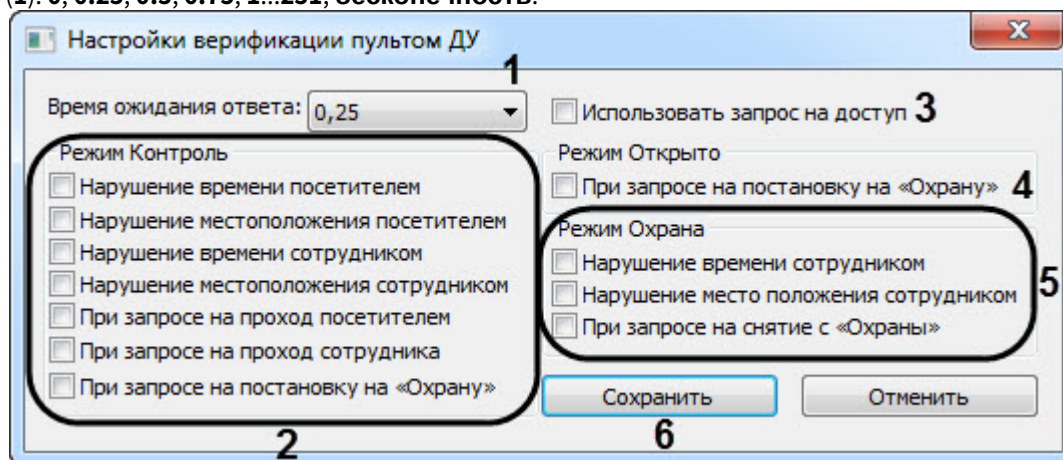 (1): 0, 0.25, 0.5, 0.75, 1...251, бесконечность.
Настройки верификации пультом ДУ
1
Время ожидания ответа: 0,25
Использовать запрос на доступ 3
Режим Контроль
Нарушение времени посетителем
Нарушение местоположения посетителем
Нарушение времени сотрудником
Нарушение местоположения сотрудником
При запросе на проход посетителем
При запросе на проход сотрудника
При запросе на постановку на «Охрану»
2
Режим Открыто
При запросе на постановку на «Охрану» 4
Режим Охрана
Нарушение времени сотрудником
Нарушение место положения сотрудником
При запросе на снятие с «Охраны»
5
Сохранить
Отменить
6